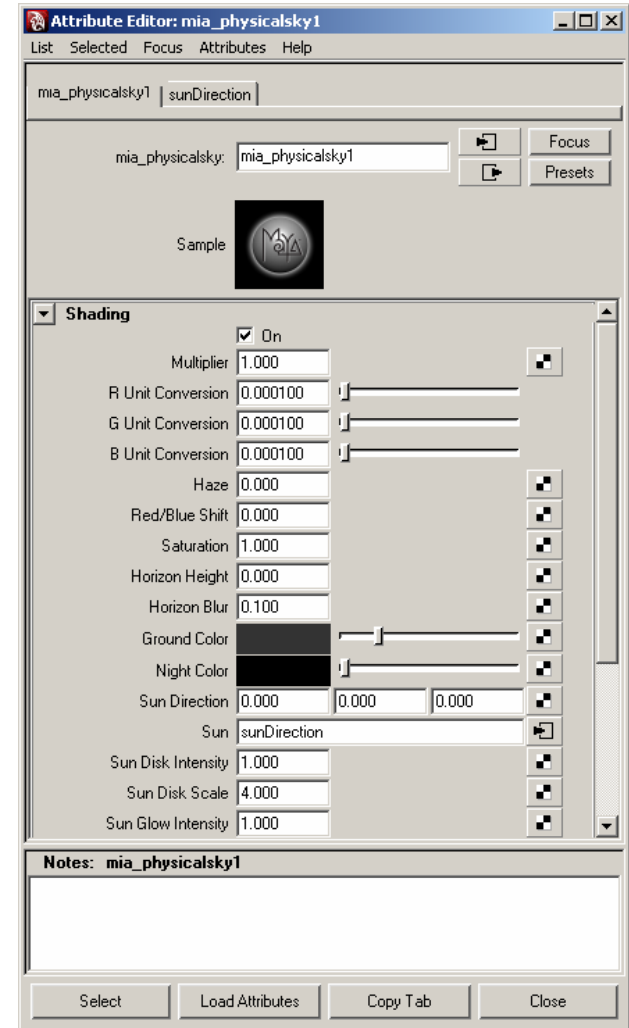 Attribute Editor: mia_physicalsky1
List Selected Focus Attributes Help
mia_physicalsky1 sunDirection
mia_physicalsky: mia_physicalsky1 Focus
Presets
Sample MAYA
Shading
On
Multiplier 1.000
R Unit Conversion 0.000100
G Unit Conversion 0.000100
B Unit Conversion 0.000100
Haze 0.000
Red/Blue Shift 0.000
Saturation 1.000
Horizon Height 0.000
Horizon Blur 0.100
Ground Color
Night Color
Sun Direction 0.000 0.000 0.000
Sun sunDirection
Sun Disk Intensity 1.000
Sun Disk Scale 4.000
Sun Glow Intensity 1.000
Notes: mia_physicalsky1
Select Load Attributes Copy Tab Close